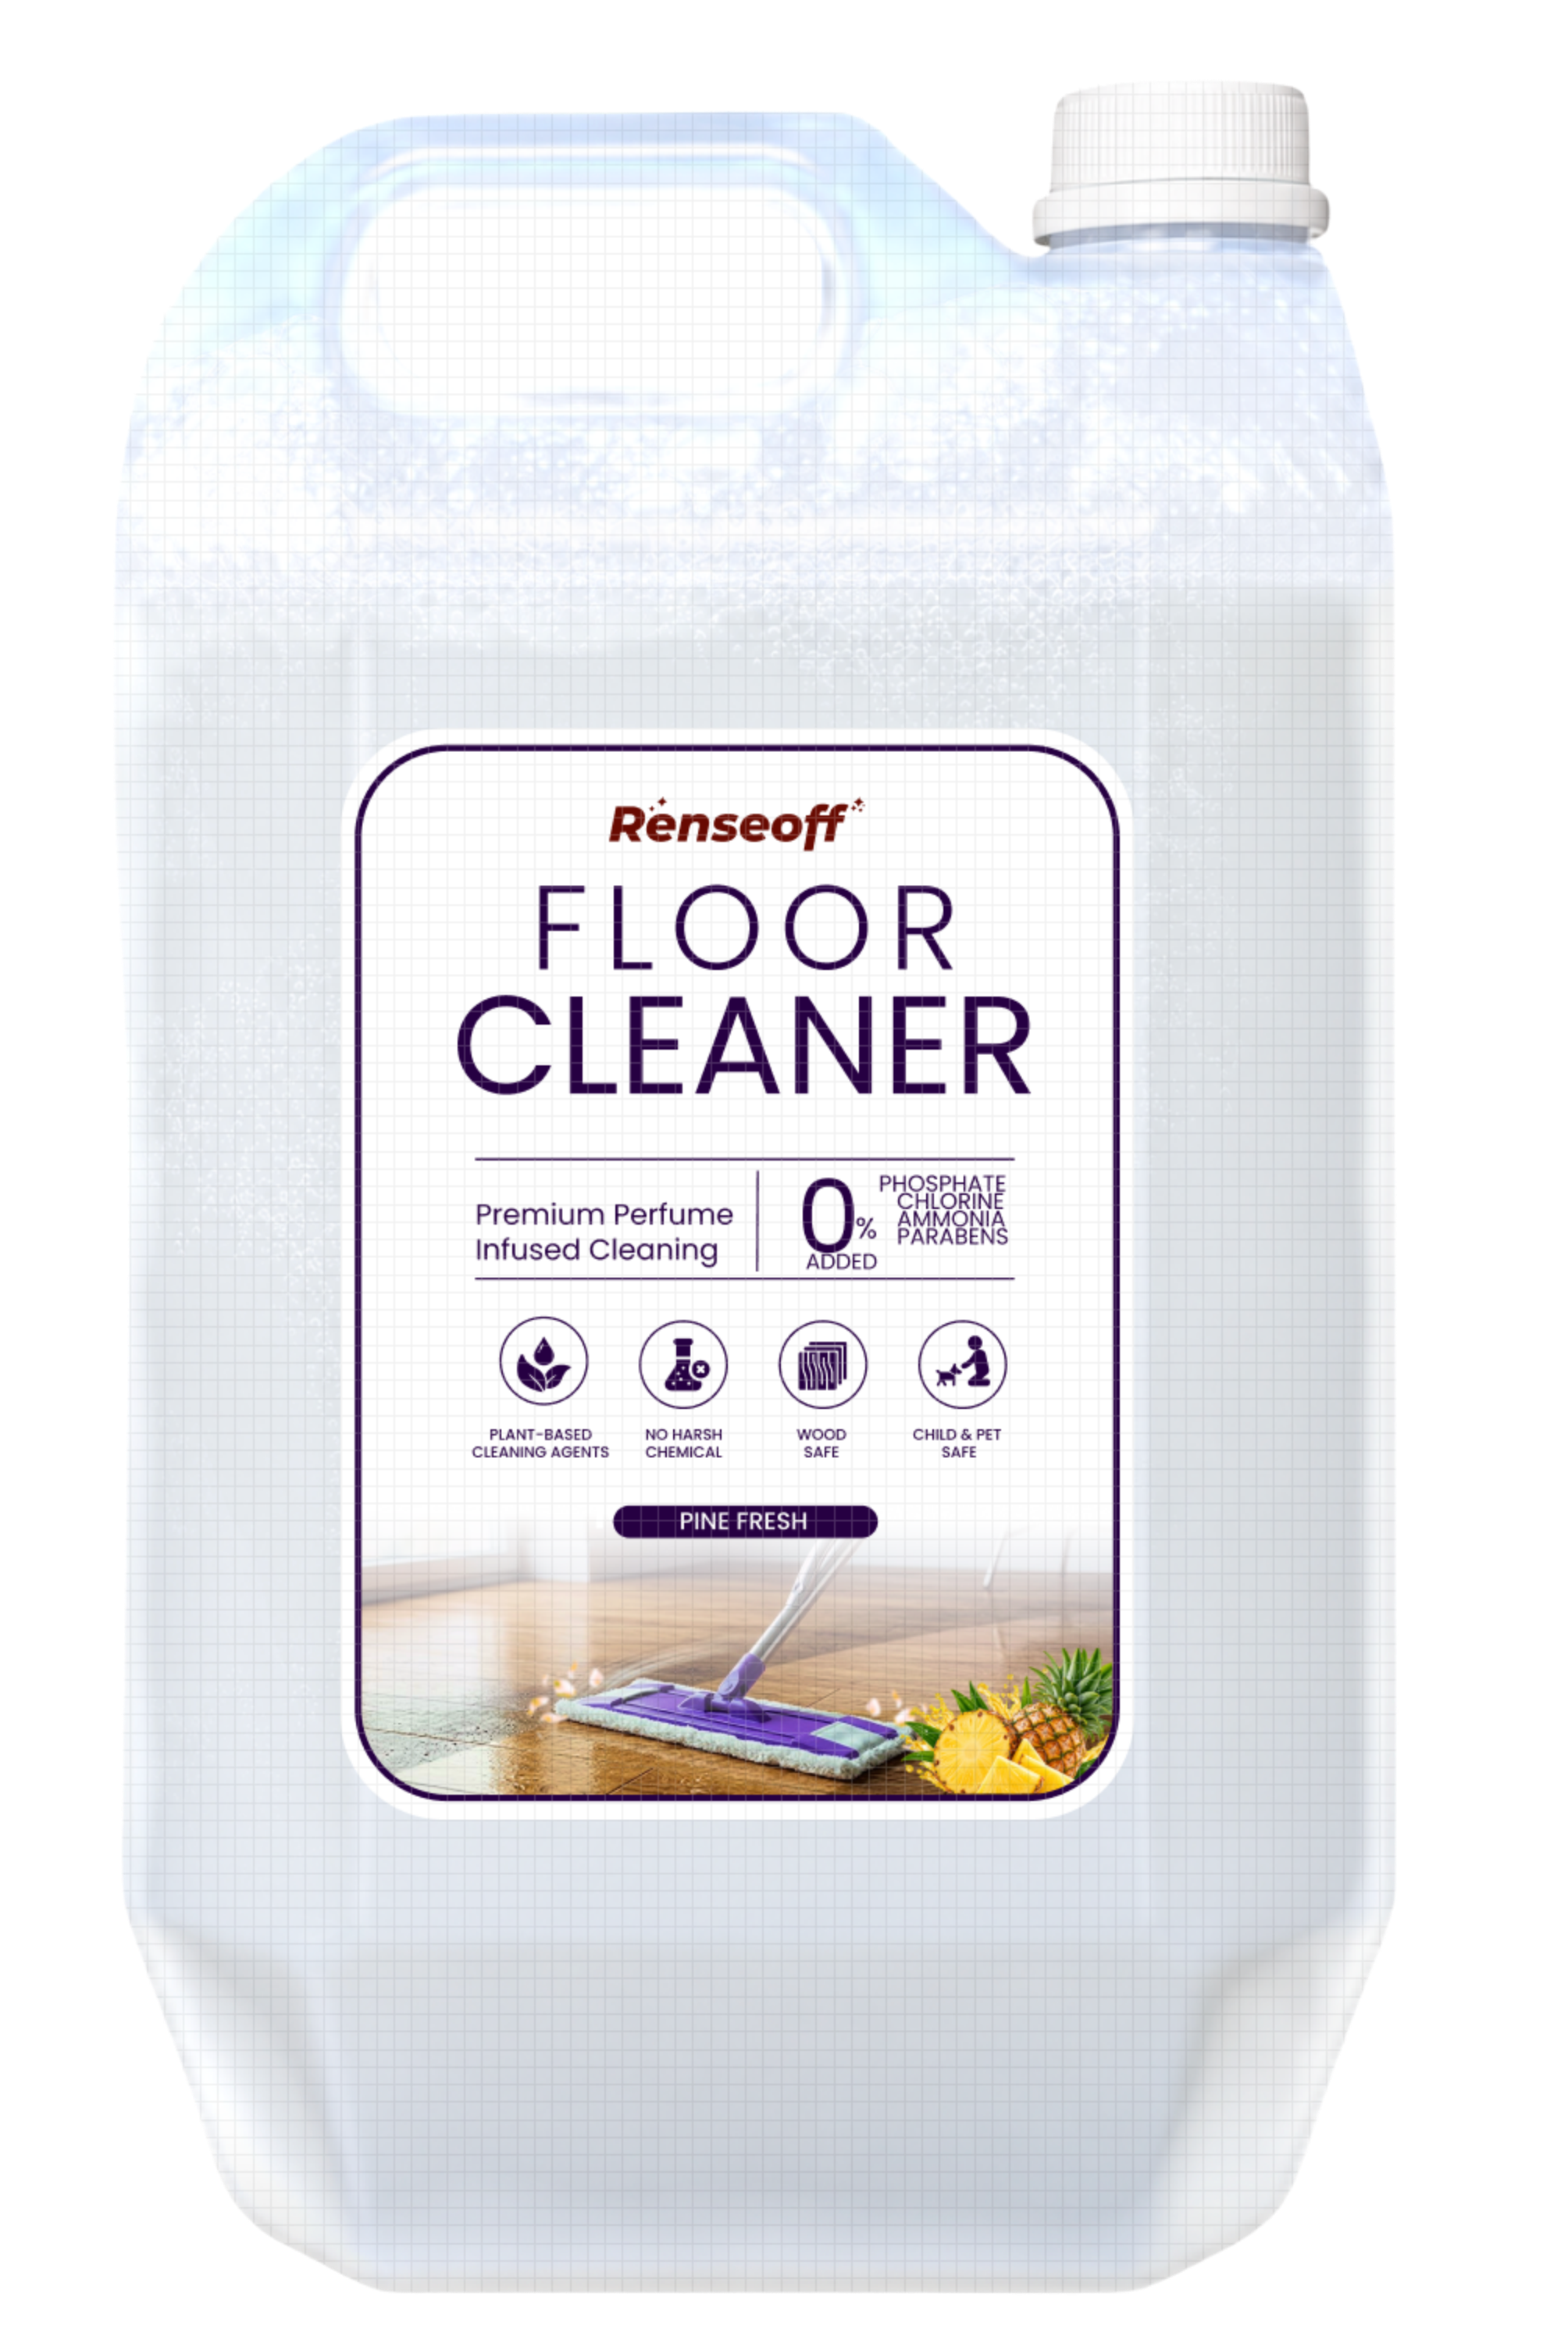 Renseoff
FLOOR
CLEANER
Premium Perfume
Infused Cleaning
0%
ADDED
PHOSPHATE
CHLORINE
AMMONIA
PARABENS
PLANT-BASED
CLEANING AGENTS
NO HARSH
CHEMICAL
WOOD
SAFE
CHILD & PET
SAFE
PINE FRESH